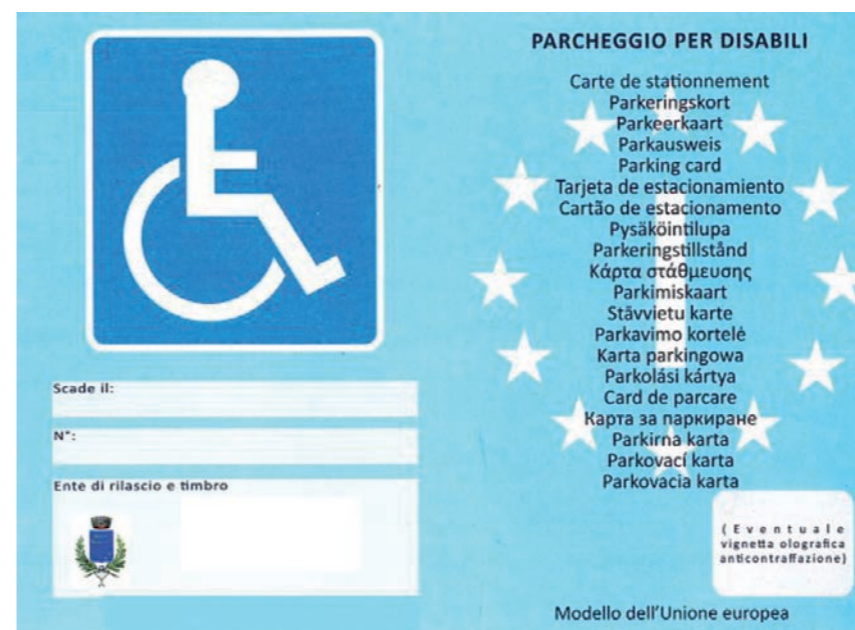 Scade il:
N°:
Ente di rilascio e timbro
PARCHEGGIO PER DISABILI
Carte de stationnement
Parkeringskort
Parkeerkaart
Parkausweis
Parking card
Tarjeta de estacionamiento
Cartão de estacionamento
Pysäköintilupa
Parkeringstillstånd
Κάρτα στάθμευσης
Parkimiskaart
Stāvvietu karte
Parkavimo kortelė
Karta parkingowa
Parkolási kártya
Card de parcare
Карта за паркиране
Parkirna karta
Parkovací karta
Parkovacia karta
(Eventuale
vignetta olografica
anticontraffazione)
Modello dell'Unione europea